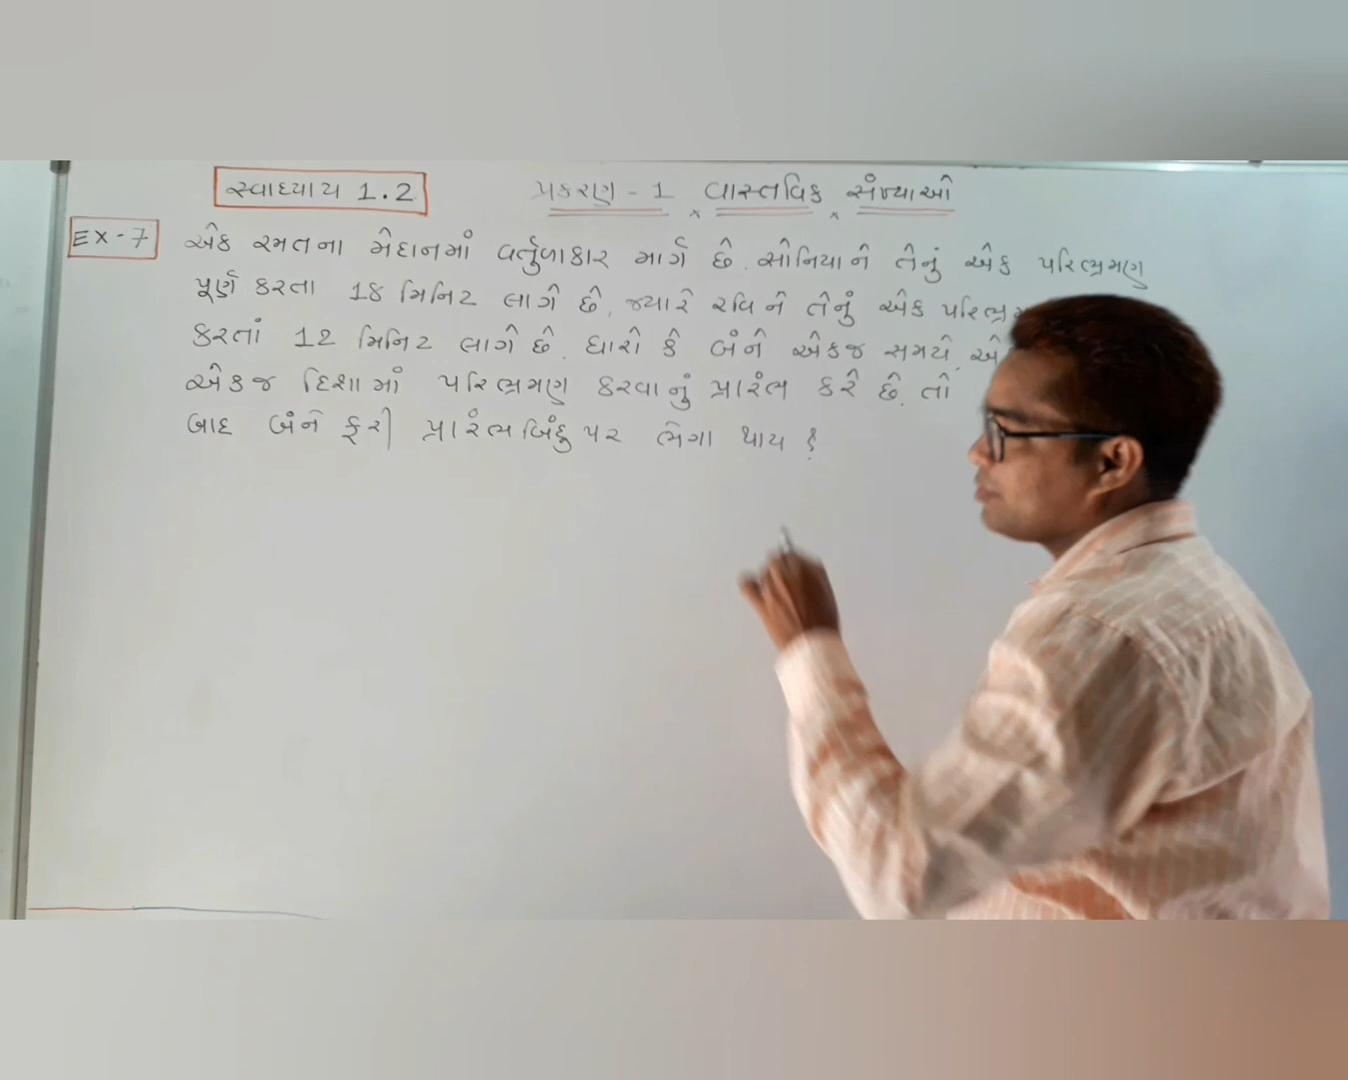 સ્વાધ્યાય 1.2
પ્રકરણ - 1 વાસ્તવિક સંખ્યાઓ
EX-7
એક રમતના મેદાનમાં વર્તુળાકાર માર્ગ છે. સોનિયાને તેનું એક પરિભ્રમણ
પૂર્ણ કરતા 18 મિનિટ લાગે છે, જ્યારે રવિને તેનું એક
કરતાં 12 મિનિટ લાગે છે. ધારો કે બંને એકજ સમયે,
એકજ દિશામાં પરિભ્રમણ કરવાનું પ્રારંભ કરે છે. તો
બાદ બંને ફરી પ્રારંભબિંદુ પર ભેગા થાય ?